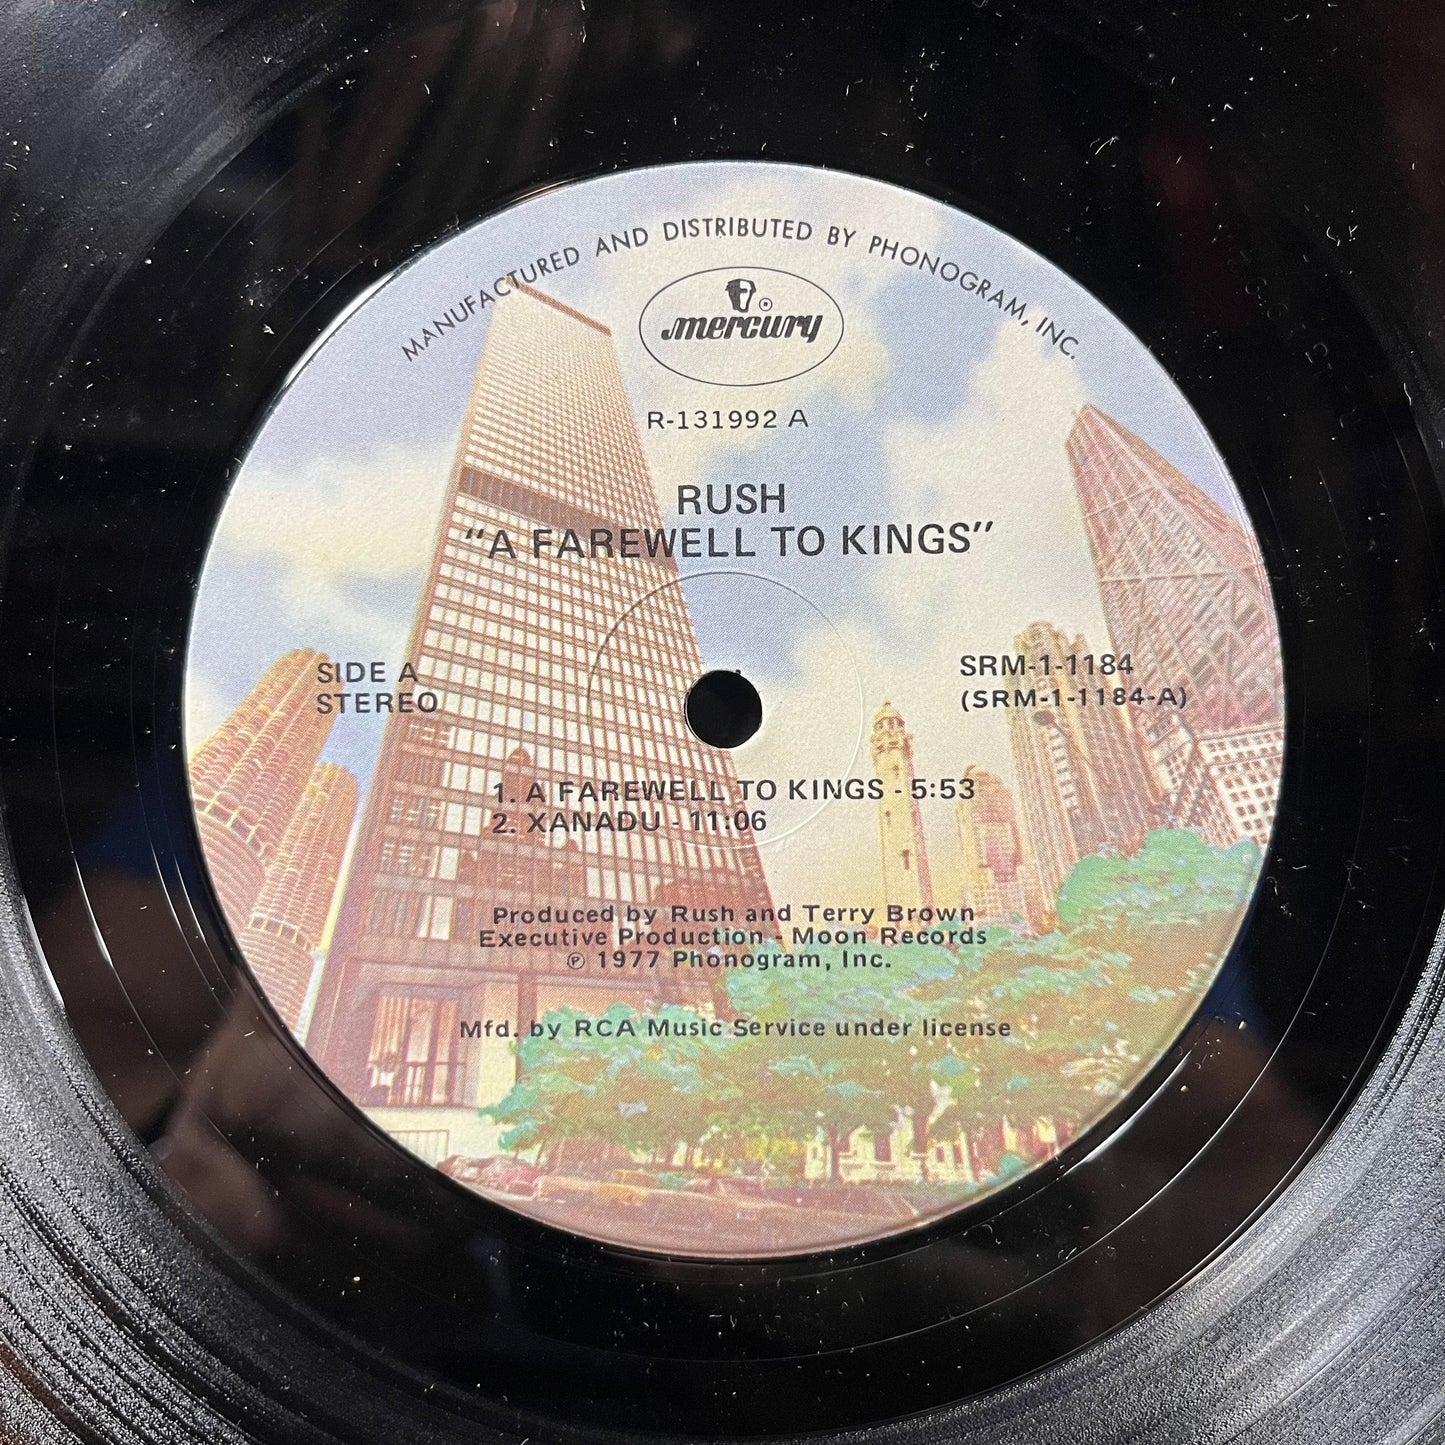 MANUFACTURED AND DISTRIBUTED BY PHONOGRAM, INC.
mercury ®
R-131992 A
RUSH
"A FAREWELL TO KINGS"
SIDE A
STEREO
SRM-1-1184
(SRM-1-1184-A)
1. A FAREWELL TO KINGS - 5:53
2. XANADU - 11:06
Produced by Rush and Terry Brown
Executive Production - Moon Records
℗ 1977 Phonogram, Inc.
Mfd. by RCA Music Service under license